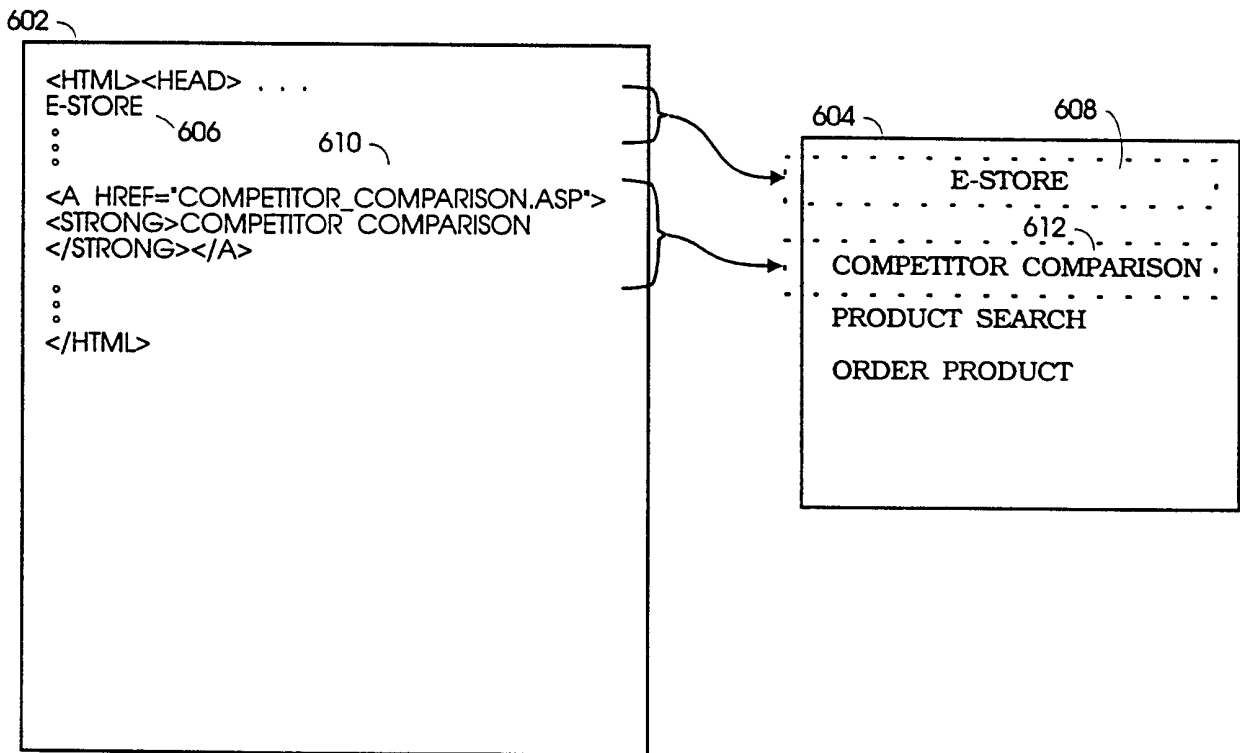 602
<HTML><HEAD> . . .
E-STORE
606
610
<A HREF="COMPETITOR_COMPARISON.ASP">
<STRONG>COMPETITOR COMPARISON
</STRONG></A>
</HTML>
604
608
E-STORE
612
COMPETITOR COMPARISON
PRODUCT SEARCH
ORDER PRODUCT